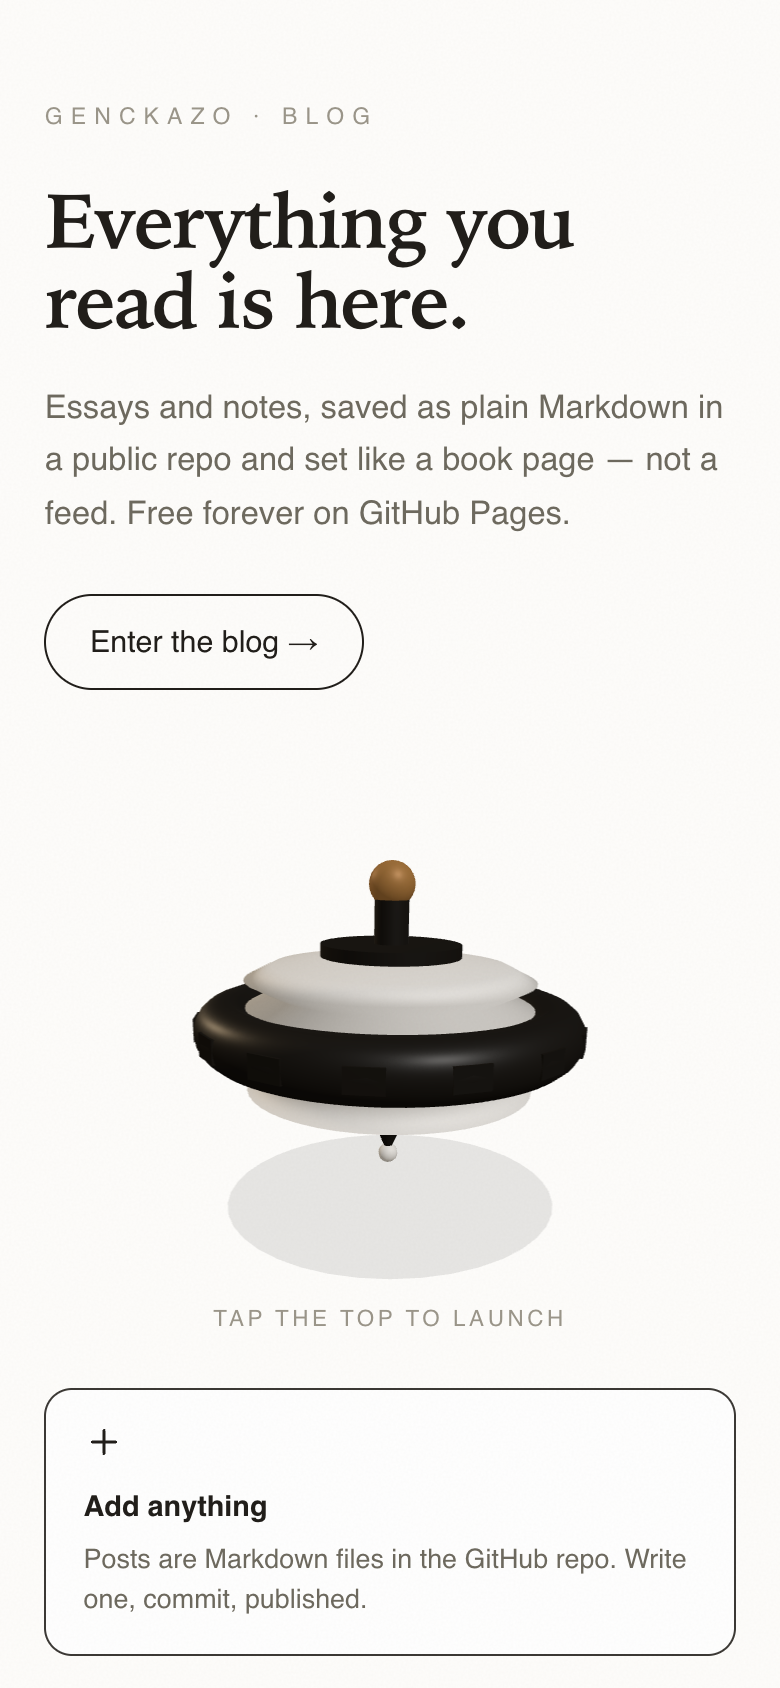 GENCKAZO · BLOG
Everything you
read is here.
Essays and notes, saved as plain Markdown in
a public repo and set like a book page — not a
feed. Free forever on GitHub Pages.
Enter the blog →
TAP THE TOP TO LAUNCH
+
Add anything
Posts are Markdown files in the GitHub repo. Write
one, commit, published.